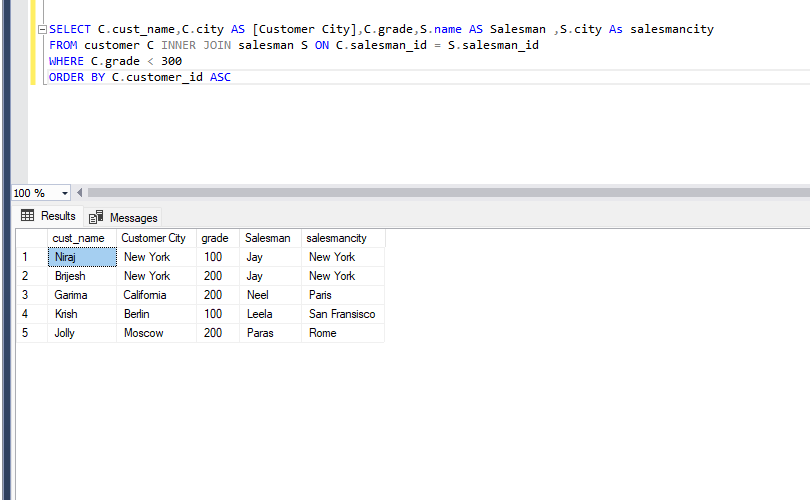 SELECT C.cust_name,C.city AS [Customer City],C.grade,S.name AS Salesman ,S.city As salesmancity
FROM customer C INNER JOIN salesman S ON C.salesman_id = S.salesman_id
WHERE C.grade < 300
ORDER BY C.customer_id ASC
100 %
Results Messages
cust_name Customer City grade Salesman salesmancity
1 Niraj New York 100 Jay New York
2 Brijesh New York 200 Jay New York
3 Garima California 200 Neel Paris
4 Krish Berlin 100 Leela San Fransisco
5 Jolly Moscow 200 Paras Rome